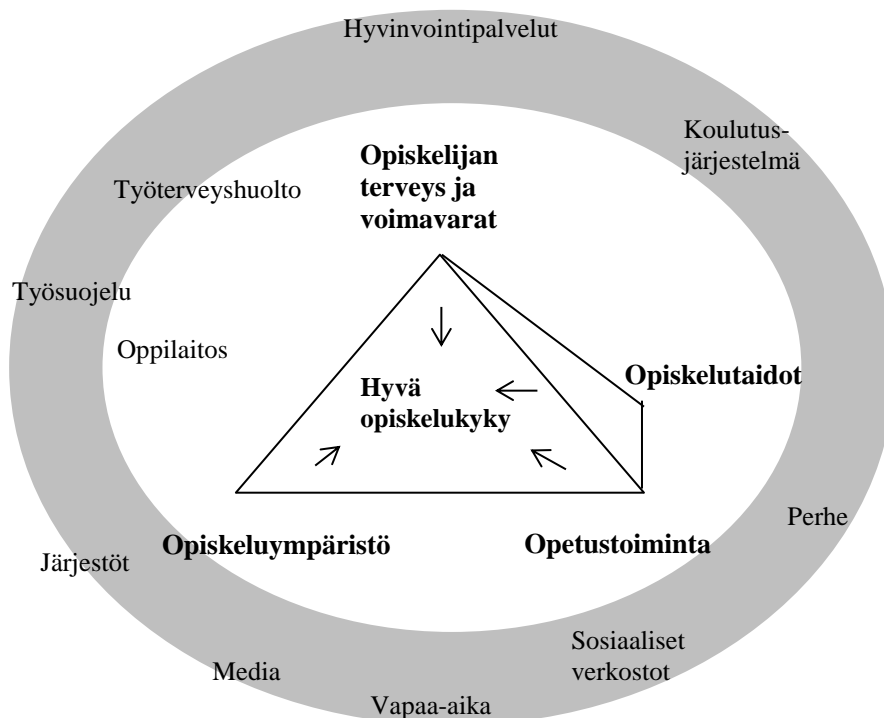 Hyvinvointipalvelut
Koulutus-
järjestelmä
Opiskelijan
terveys ja
voimavarat
Työterveyshuolto
Työsuojelu
Oppilaitos
Opiskelutaidot
Hyvä
opiskelukyky
Perhe
Opiskeluympäristö
Opetustoiminta
Järjestöt
Sosiaaliset
verkostot
Media
Vapaa-aika